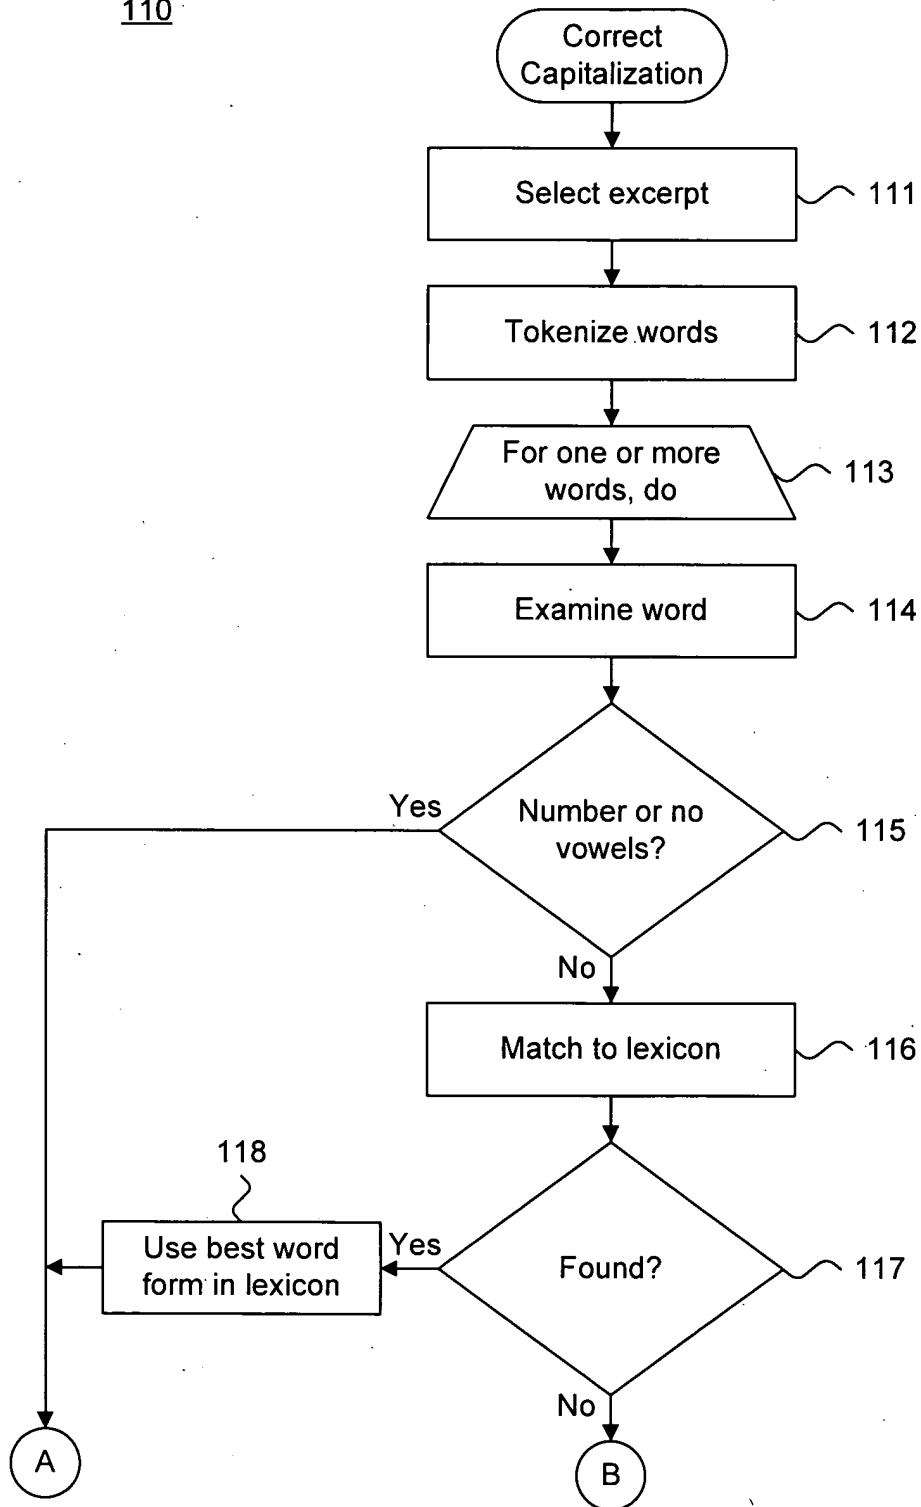 110
Correct
Capitalization
Select excerpt
111
Tokenize words
112
For one or more
words, do
113
Examine word
114
Yes
Number or no
vowels?
115
No
Match to lexicon
116
118
Use best word
form in lexicon
Yes
Found?
117
No
A
B